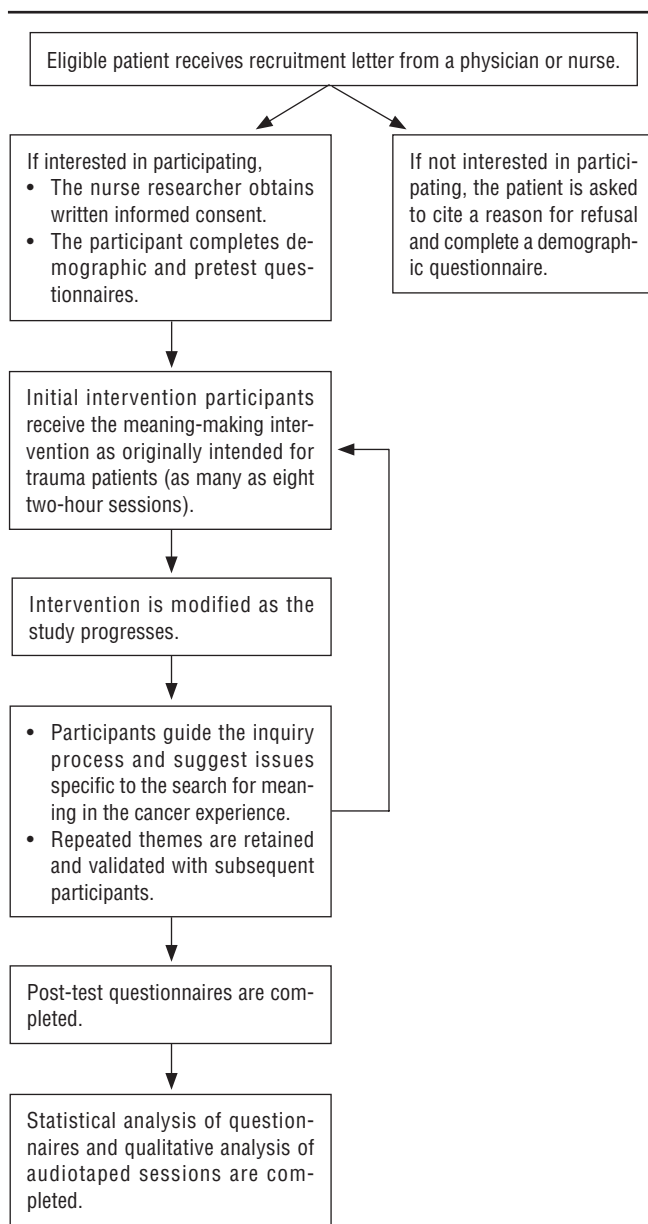 Eligible patient receives recruitment letter from a physician or nurse.
If interested in participating,
• The nurse researcher obtains
written informed consent.
• The participant completes de-
mographic and pretest ques-
tionnaires.
If not interested in partici-
pating, the patient is asked
to cite a reason for refusal
and complete a demograph-
ic questionnaire.
Initial intervention participants
receive the meaning-making inter-
vention as originally intended for
trauma patients (as many as eight
two-hour sessions).
Intervention is modified as the
study progresses.
• Participants guide the inquiry
process and suggest issues
specific to the search for mean-
ing in the cancer experience.
• Repeated themes are retained
and validated with subsequent
participants.
Post-test questionnaires are com-
pleted.
Statistical analysis of question-
naires and qualitative analysis of
audiotaped sessions are com-
pleted.